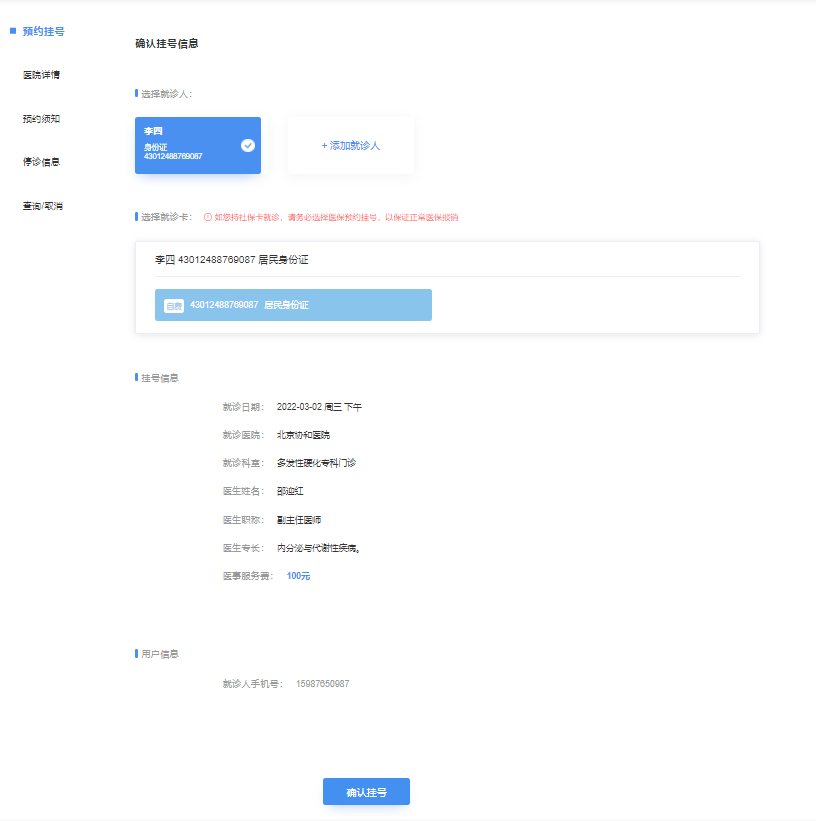 预约挂号
医院详情
预约须知
停诊信息
查询/取消
确认挂号信息
选择就诊人:
李四
身份证
43012488769087
+ 添加就诊人
选择就诊卡: 如您持社保卡就诊，请务必选择医保预约挂号，以保证正常医保报销
李四 43012488769087 居民身份证
自费 43012488769087 居民身份证
挂号信息
就诊日期: 2022-03-02 周三 下午
就诊医院: 北京协和医院
就诊科室: 多发性硬化专科门诊
医生姓名: 邵迎红
医生职称: 副主任医师
医生专长: 内分泌与代谢性疾病。
医事服务费: 100元
用户信息
就诊人手机号: 15987650987
确认挂号